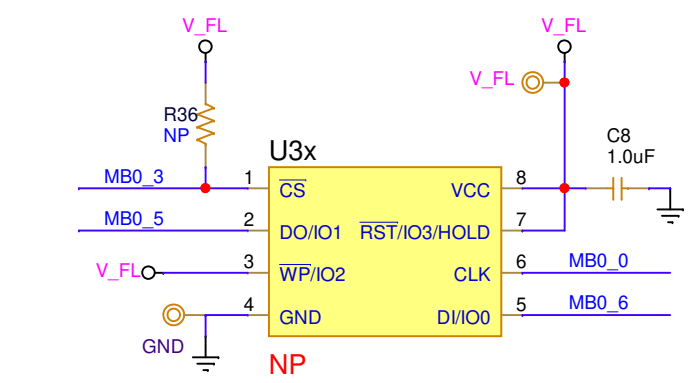 V_FL
V_FL
V_FL
R36
NP
C8
1.0uF
U3x
MB0_3
1
CS
VCC
8
MB0_5
2
DO/IO1
RST/IO3/HOLD
7
V_FL
3
WP/IO2
CLK
6
MB0_0
4
GND
DI/IO0
5
MB0_6
GND
NP